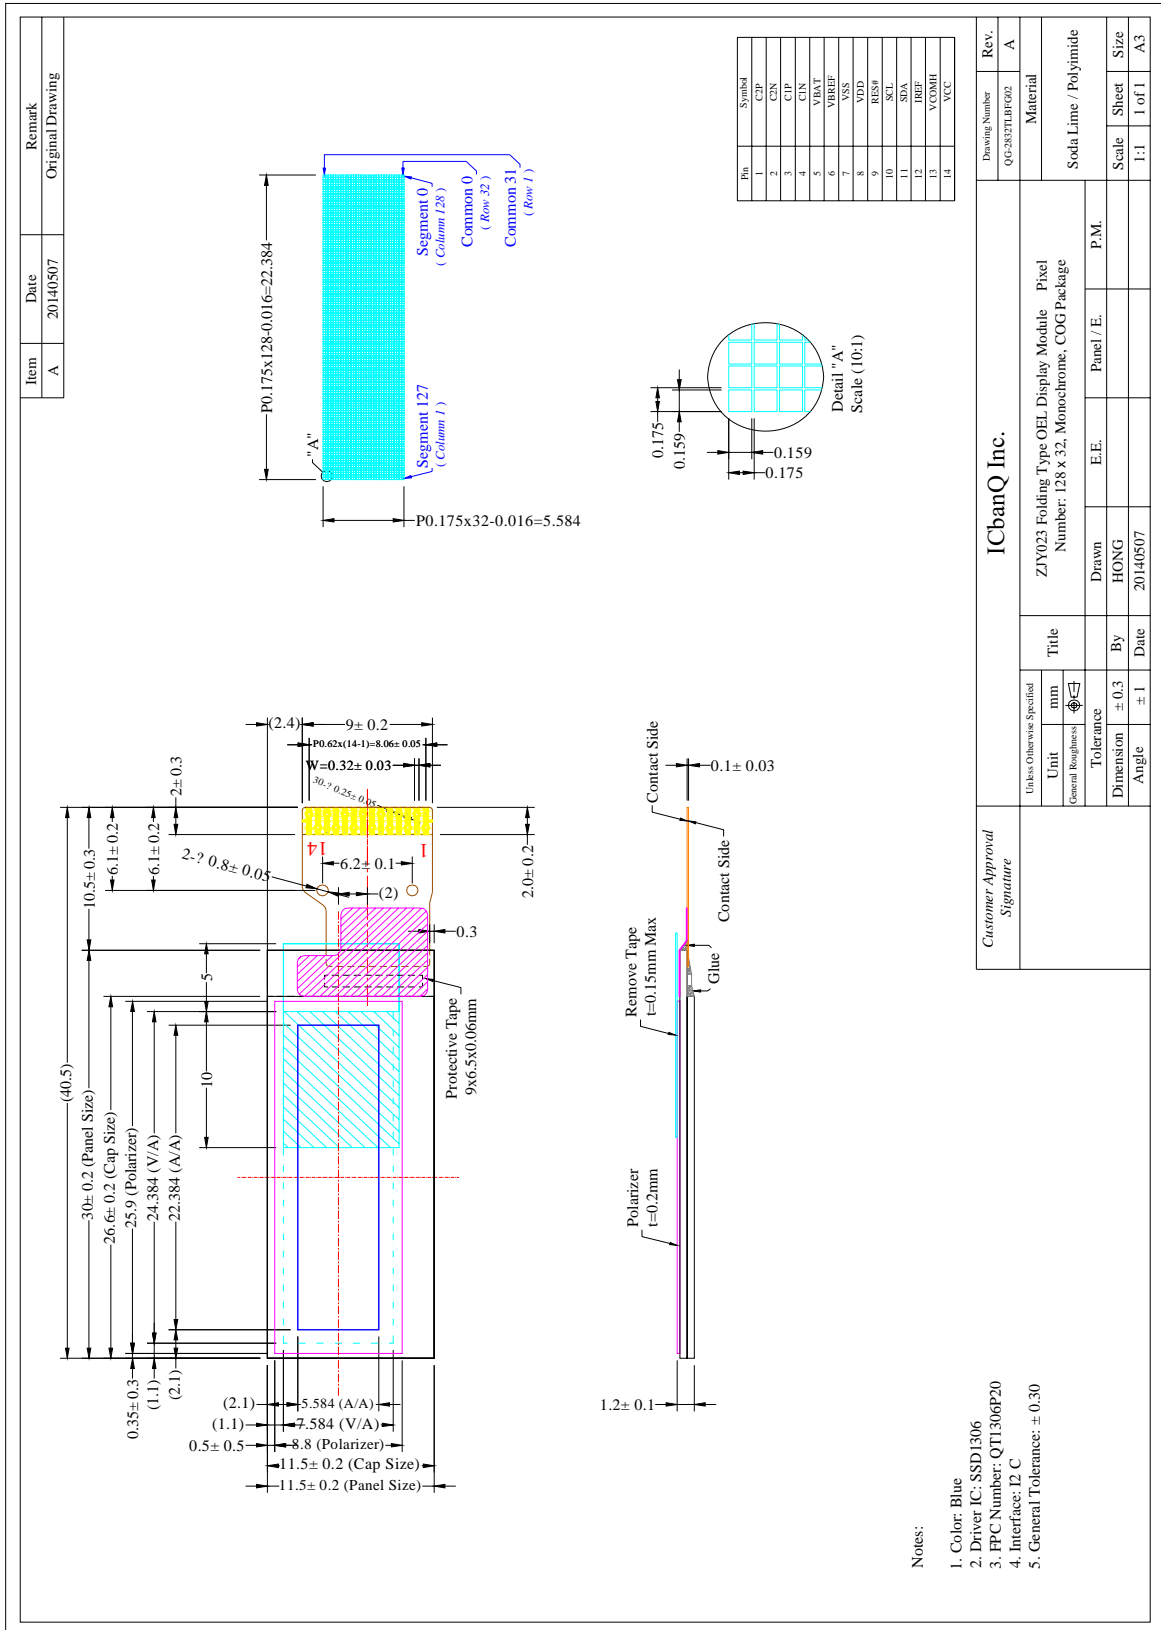 Item Date Remark
A 20140507 Original Drawing
(40.5)
30± 0.2 (Panel Size)
10.5± 0.3
26.6± 0.2 (Cap Size)
6.1± 0.2
25.9 (Polarizer)
6.1± 0.2
24.384 (V/A)
22.384 (A/A)
2± 0.3
5
10
0.35± 0.3
(1.1)
(2.1)
(2.4)
9± 0.2
P0.62x(14-1)=8.06± 0.05
W=0.32± 0.03
30-? 0.25± 0.05
2-? 0.8± 0.05
14
1
6.2± 0.1
(2)
0.3
2.0± 0.2
Protective Tape
9x6.5x0.06mm
(2.1)
5.584 (A/A)
(1.1)
7.584 (V/A)
0.5± 0.5
8.8 (Polarizer)
11.5± 0.2 (Cap Size)
11.5± 0.2 (Panel Size)
P0.175x128-0.016=22.384
"A"
P0.175x32-0.016=5.584
Segment 127
( Column 1 )
Segment 0
( Column 128 )
Common 0
( Row 32 )
Common 31
( Row 1 )
Polarizer
t=0.2mm
Remove Tape
t=0.15mm Max
Contact Side
0.1± 0.03
Contact Side
Glue
1.2± 0.1
0.175
0.159
0.159
0.175
Detail "A"
Scale (10:1)
Pin Symbol
1 C2P
2 C2N
3 C1P
4 C1N
5 VBAT
6 VBREF
7 VSS
8 VDD
9 RES#
10 SCL
11 SDA
12 IREF
13 VCOMH
14 VCC
Notes:
1. Color: Blue
2. Driver IC: SSD1306
3. FPC Number: QT1306P20
4. Interface: I2 C
5. General Tolerance: ± 0.30
Customer Approval
Signature
ICbanQ Inc.
Drawing Number Rev.
QG-2832TLBFG02 A
Unless Otherwise Specified
Unit mm
General Roughness
Tolerance
Dimension ± 0.3
Angle ± 1
Title
ZJY023 Folding Type OEL Display Module Pixel
Number: 128 x 32, Monochrome, COG Package
Material
Soda Lime / Polyimide
Drawn E.E. Panel / E. P.M.
By HONG
Date 20140507
Scale Sheet Size
1:1 1 of 1 A3